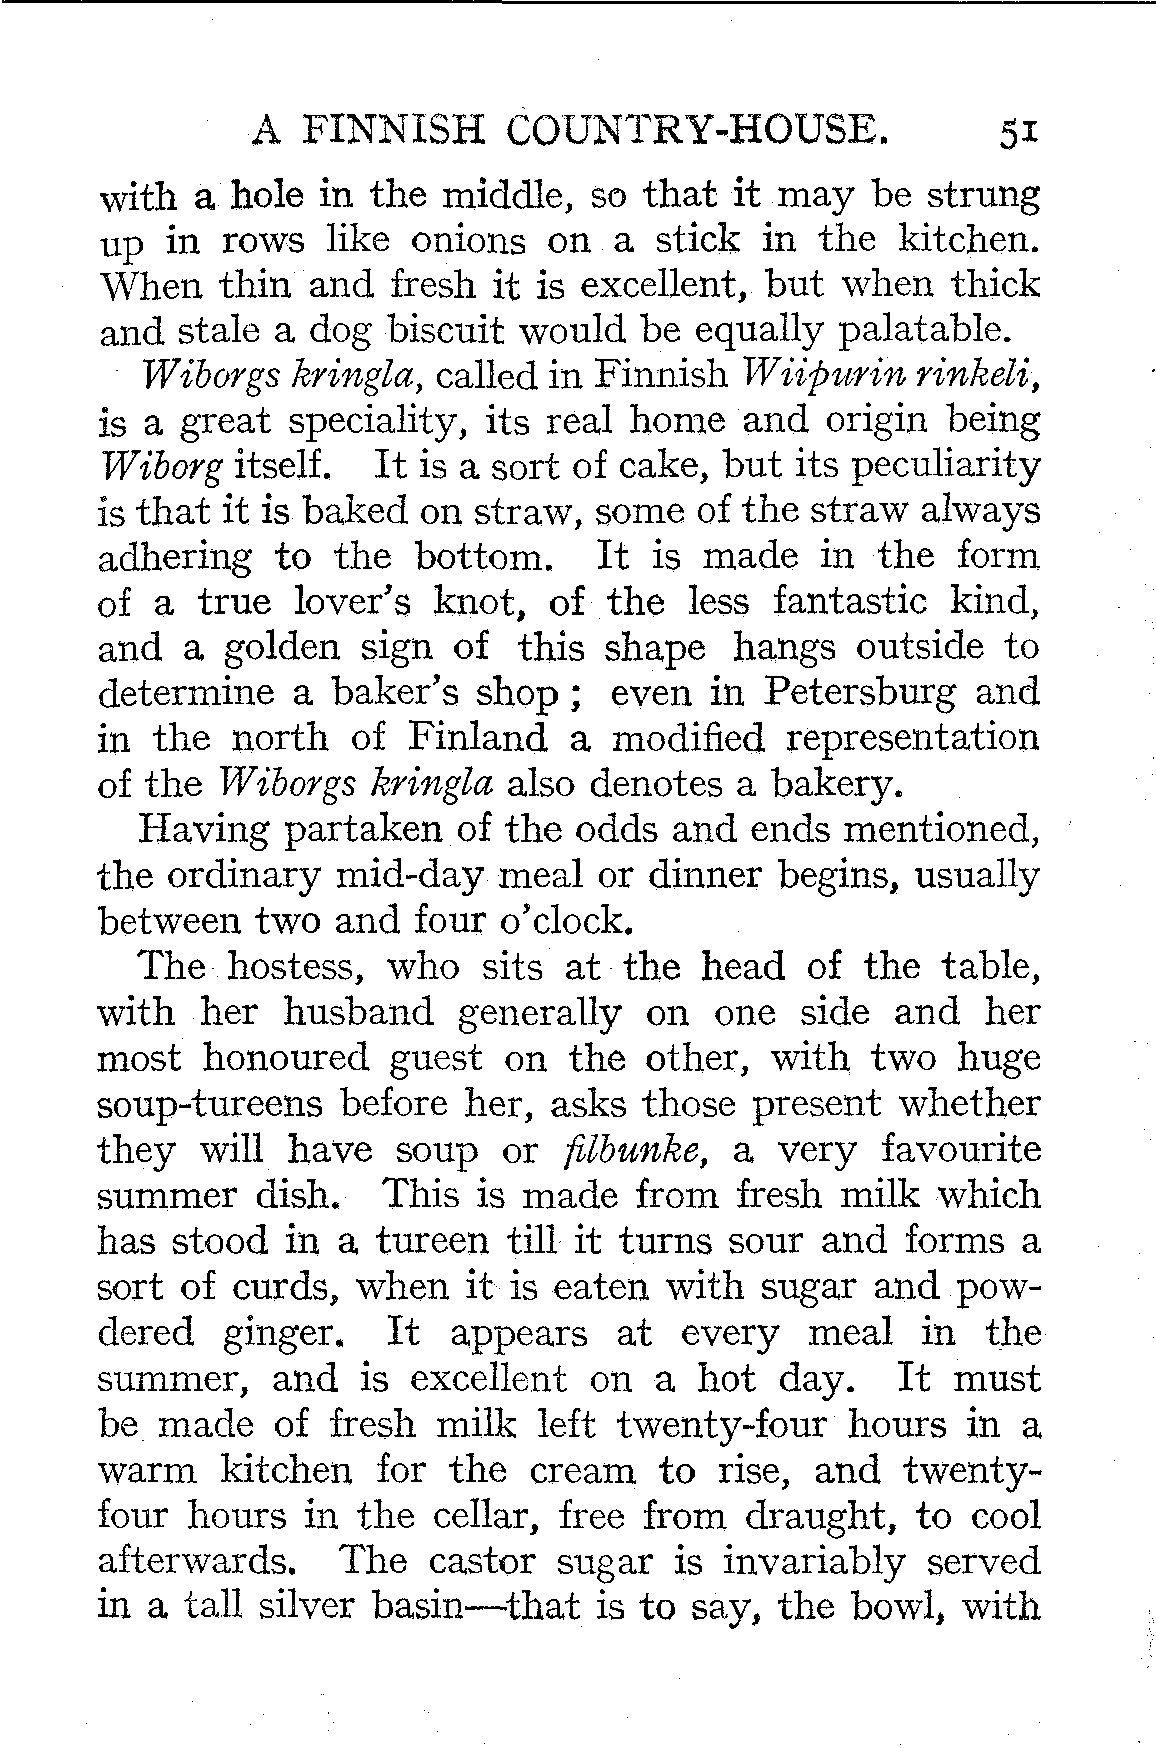 A FINNISH COUNTRY-HOUSE. 51
with a hole in the middle, so that it may be strung
up in rows like onions on a stick in the kitchen.
When thin and fresh it is excellent, but when thick
and stale a dog biscuit would be equally palatable.
Wiborgs kringla, called in Finnish Wiipurin rinkeli,
is a great speciality, its real home and origin being
Wiborg itself. It is a sort of cake, but its peculiarity
is that it is baked on straw, some of the straw always
adhering to the bottom. It is made in the form
of a true lover's knot, of the less fantastic kind,
and a golden sign of this shape hangs outside to
determine a baker's shop ; even in Petersburg and
in the north of Finland a modified representation
of the Wiborgs kringla also denotes a bakery.
Having partaken of the odds and ends mentioned,
the ordinary mid-day meal or dinner begins, usually
between two and four o'clock.
The hostess, who sits at the head of the table,
with her husband generally on one side and her
most honoured guest on the other, with two huge
soup-tureens before her, asks those present whether
they will have soup or filbunke, a very favourite
summer dish. This is made from fresh milk which
has stood in a tureen till it turns sour and forms a
sort of curds, when it is eaten with sugar and pow-
dered ginger. It appears at every meal in the
summer, and is excellent on a hot day. It must
be made of fresh milk left twenty-four hours in a
warm kitchen for the cream to rise, and twenty-
four hours in the cellar, free from draught, to cool
afterwards. The castor sugar is invariably served
in a tall silver basin—that is to say, the bowl, with